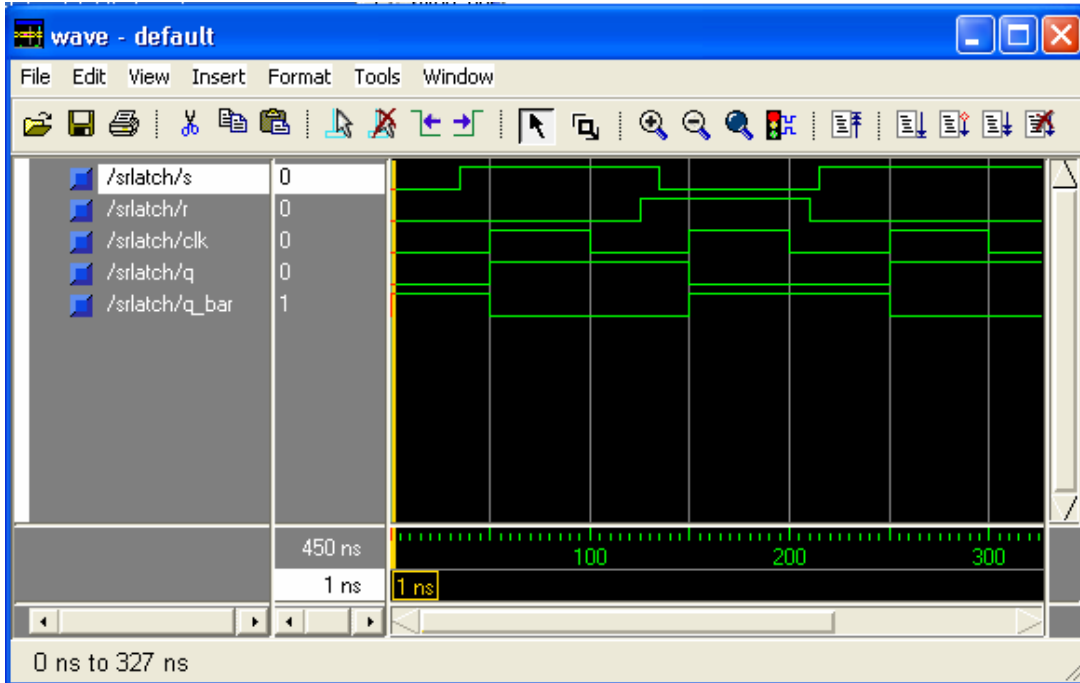 wave - default
File Edit View Insert Format Tools Window
/srlatch/s 0
/srlatch/r 0
/srlatch/clk 0
/srlatch/q 0
/srlatch/q_bar 1
450 ns 100 200 300
1 ns 1 ns
0 ns to 327 ns